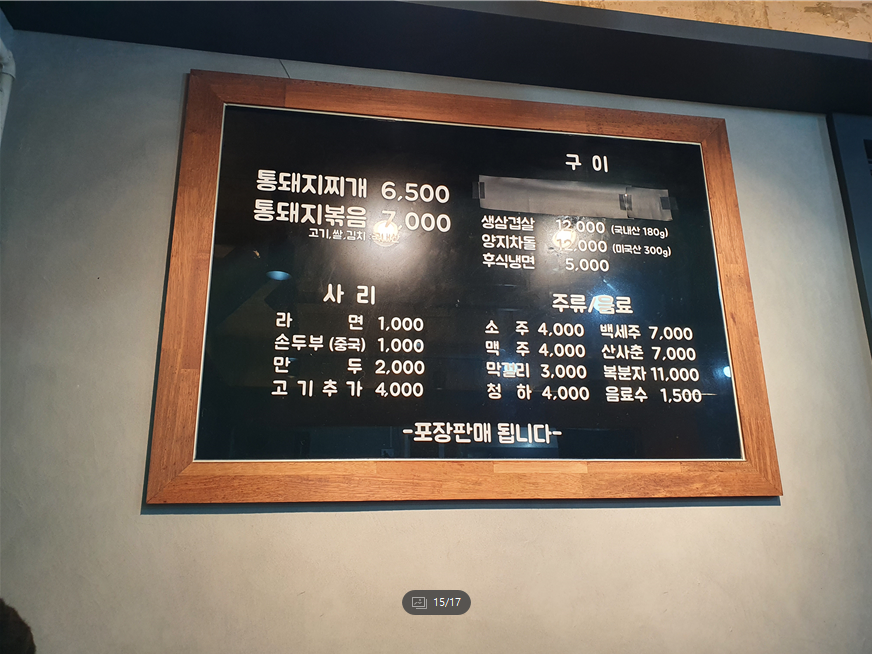 통돼지찌개 6,500
통돼지볶음 7,000
고기,쌀,김치 국내산
구 이
생삼겹살 12,000 (국내산 180g)
양지차돌 12,000 (미국산 300g)
후식냉면 5,000
사 리
라 면 1,000
손두부 (중국) 1,000
만 두 2,000
고 기 추 가 4,000
주류/음료
소 주 4,000 백세주 7,000
맥 주 4,000 산사춘 7,000
막걸리 3,000 복분자 11,000
청 하 4,000 음료수 1,500
-포장판매 됩니다-
15/17